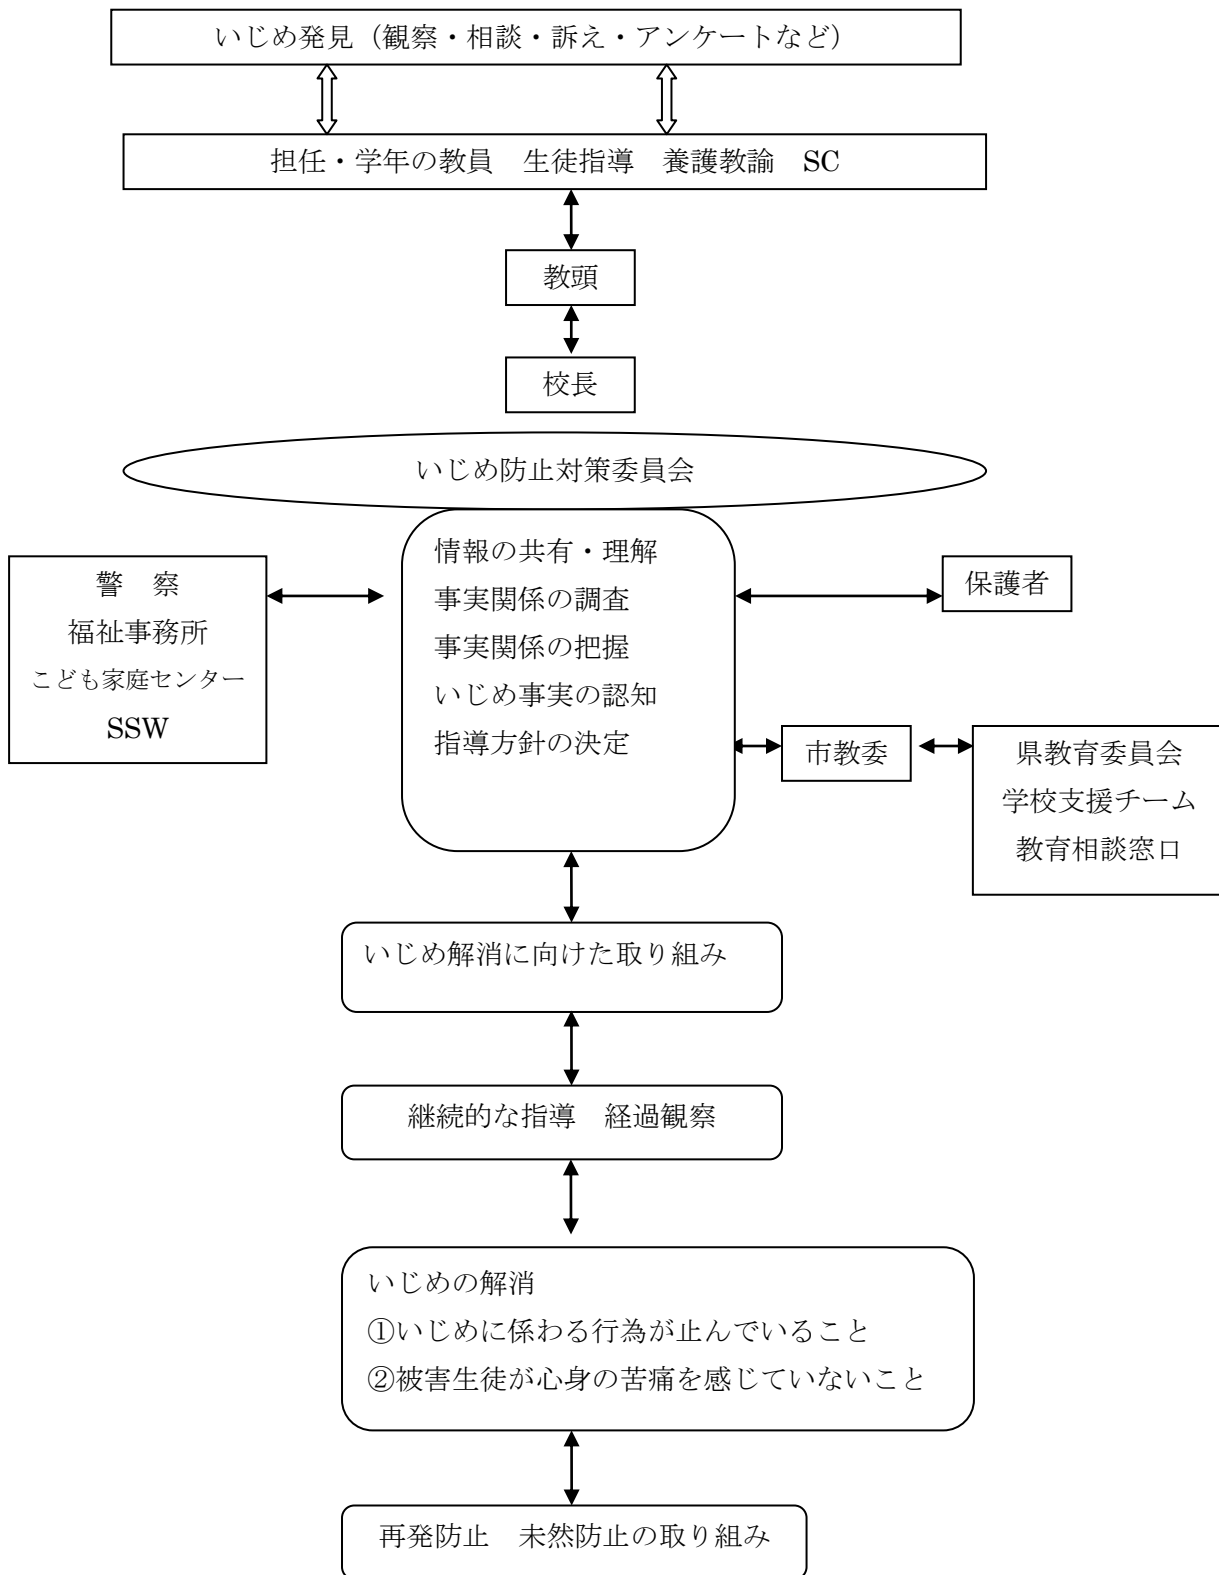 いじめ発見（観察・相談・訴え・アンケートなど）
担任・学年の教員　生徒指導　養護教諭　SC
教頭
校長
いじめ防止対策委員会
情報の共有・理解
事実関係の調査
事実関係の把握
いじめ事実の認知
指導方針の決定
警　察
福祉事務所
こども家庭センター
SSW
保護者
市教委
県教育委員会
学校支援チーム
教育相談窓口
いじめ解消に向けた取り組み
継続的な指導　経過観察
いじめの解消
①いじめに係わる行為が止んでいること
②被害生徒が心身の苦痛を感じていないこと
再発防止　未然防止の取り組み